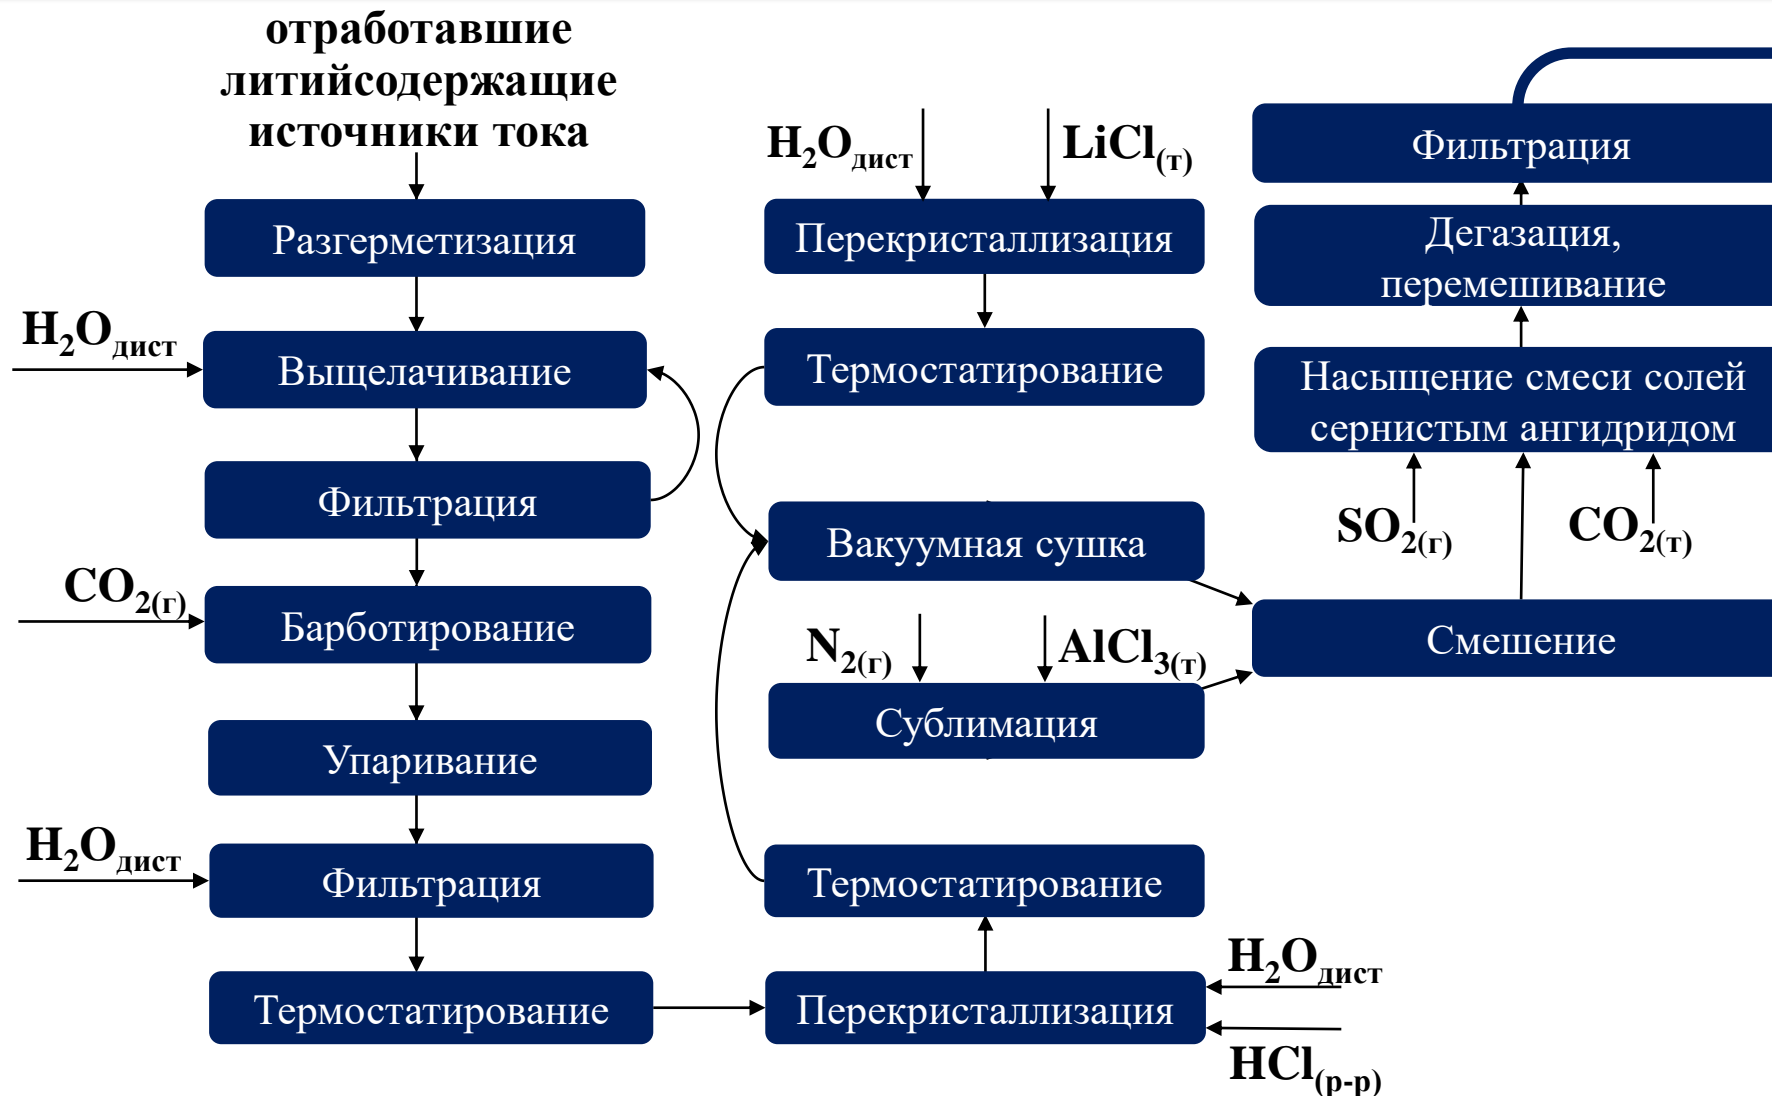 отработавшие
литийсодержащие
источники тока
Разгерметизация
H₂Oдист
Выщелачивание
Фильтрация
CO₂(г)
Барботирование
Упаривание
H₂Oдист
Фильтрация
Термостатирование
H₂Oдист
LiCl(т)
Перекристаллизация
Термостатирование
Вакуумная сушка
N₂(г)
AlCl₃(т)
Сублимация
Термостатирование
Перекристаллизация
H₂Oдист
HCl(р-р)
Фильтрация
Дегазация,
перемешивание
Насыщение смеси солей
сернистым ангидридом
SO₂(г)
CO₂(т)
Смешение